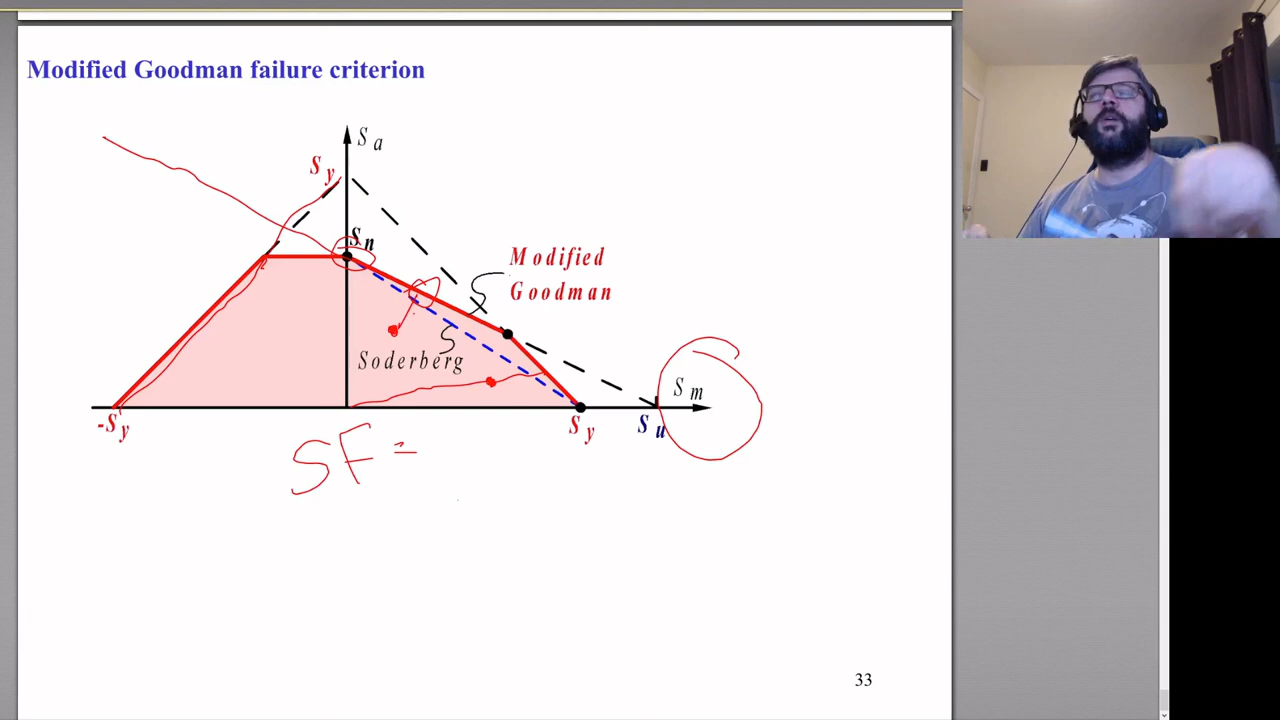 Modified Goodman failure criterion
S a
S y
S n
Modified
Goodman
Soderberg
S m
-S y
S y
S u
SF =
33